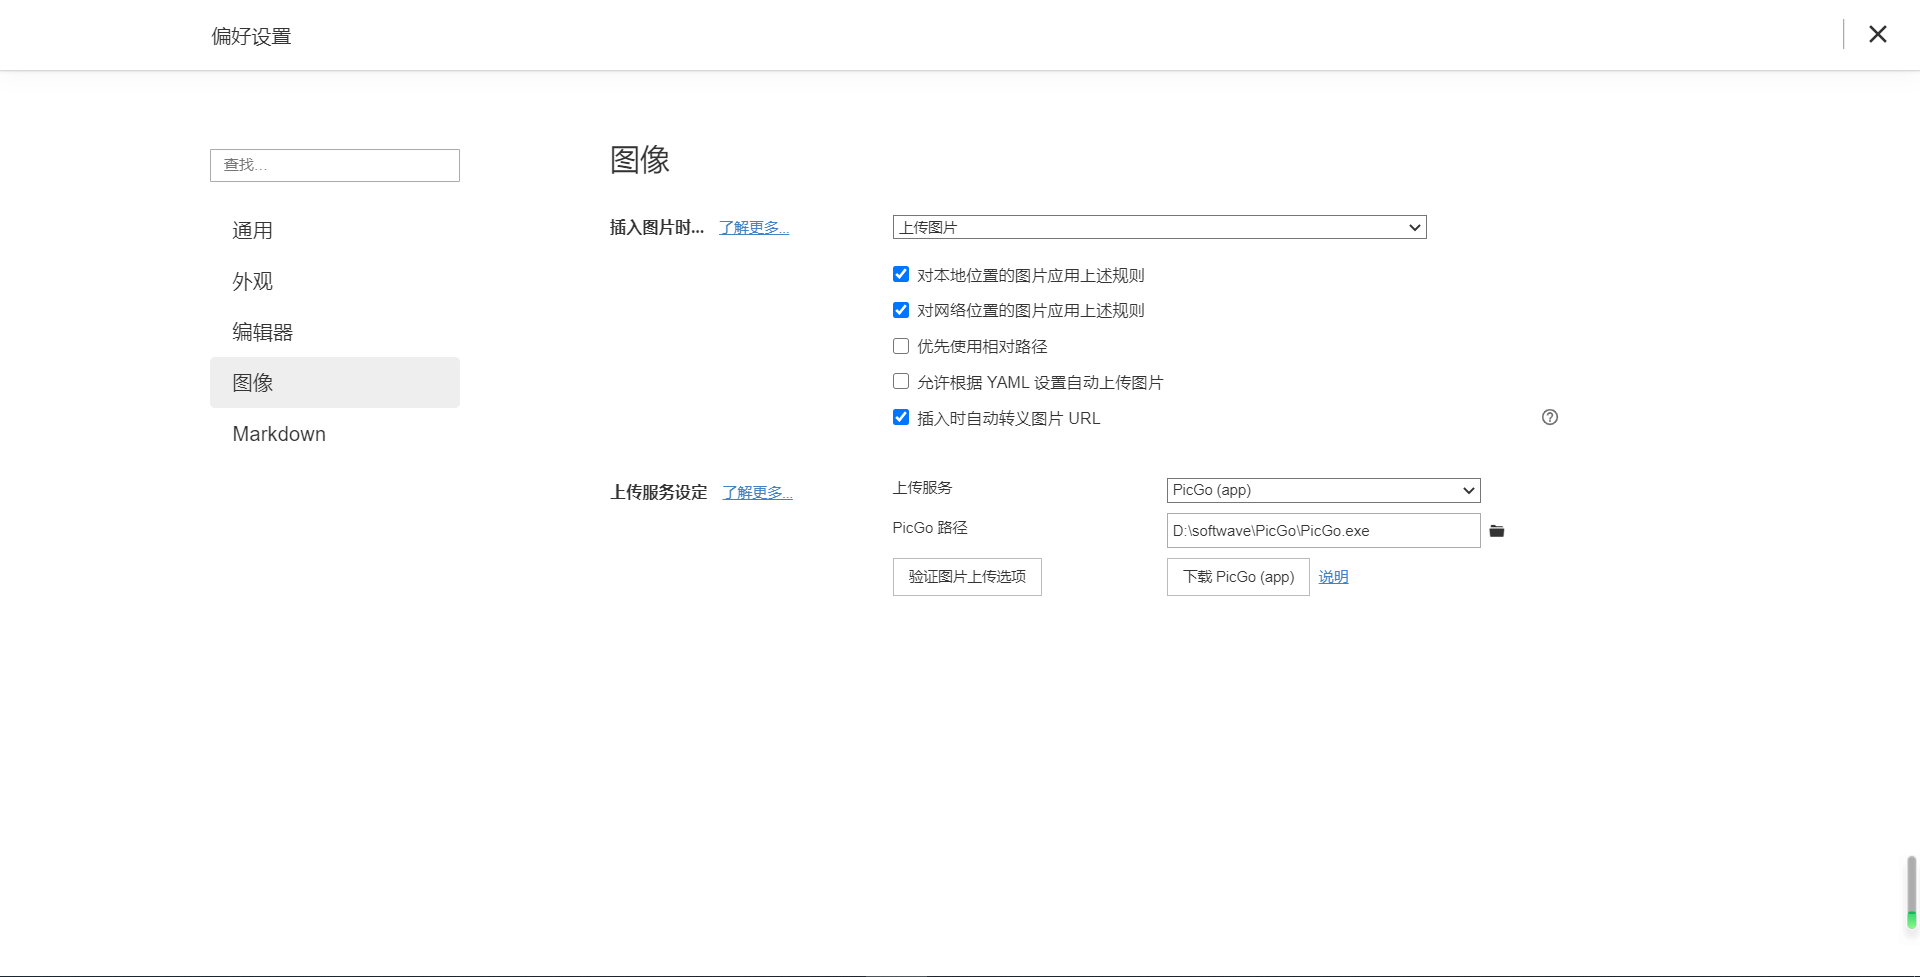 偏好设置
查找...
通用
外观
编辑器
图像
Markdown
图像
插入图片时... 了解更多...
上传图片
对本地位置的图片应用上述规则
对网络位置的图片应用上述规则
优先使用相对路径
允许根据 YAML 设置自动上传图片
插入时自动转义图片 URL
上传服务设定 了解更多...
上传服务 PicGo (app)
PicGo 路径 D:\softwave\PicGo\PicGo.exe
验证图片上传选项 下载 PicGo (app) 说明